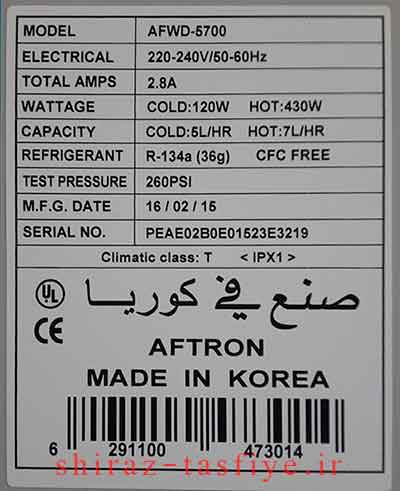 MODEL AFWD-5700
ELECTRICAL 220-240V/50-60Hz
TOTAL AMPS 2.8A
WATTAGE COLD:120W HOT:430W
CAPACITY COLD:5L/HR HOT:7L/HR
REFRIGERANT R-134a (36g) CFC FREE
TEST PRESSURE 260PSI
M.F.G. DATE 16 / 02 / 15
SERIAL NO. PEAE02B0E01523E3219
Climatic class: T < IPX1 >
UL صنع في كوريا
CE
AFTRON
MADE IN KOREA
6 291100 473014
shiraz-tasfiye.ir